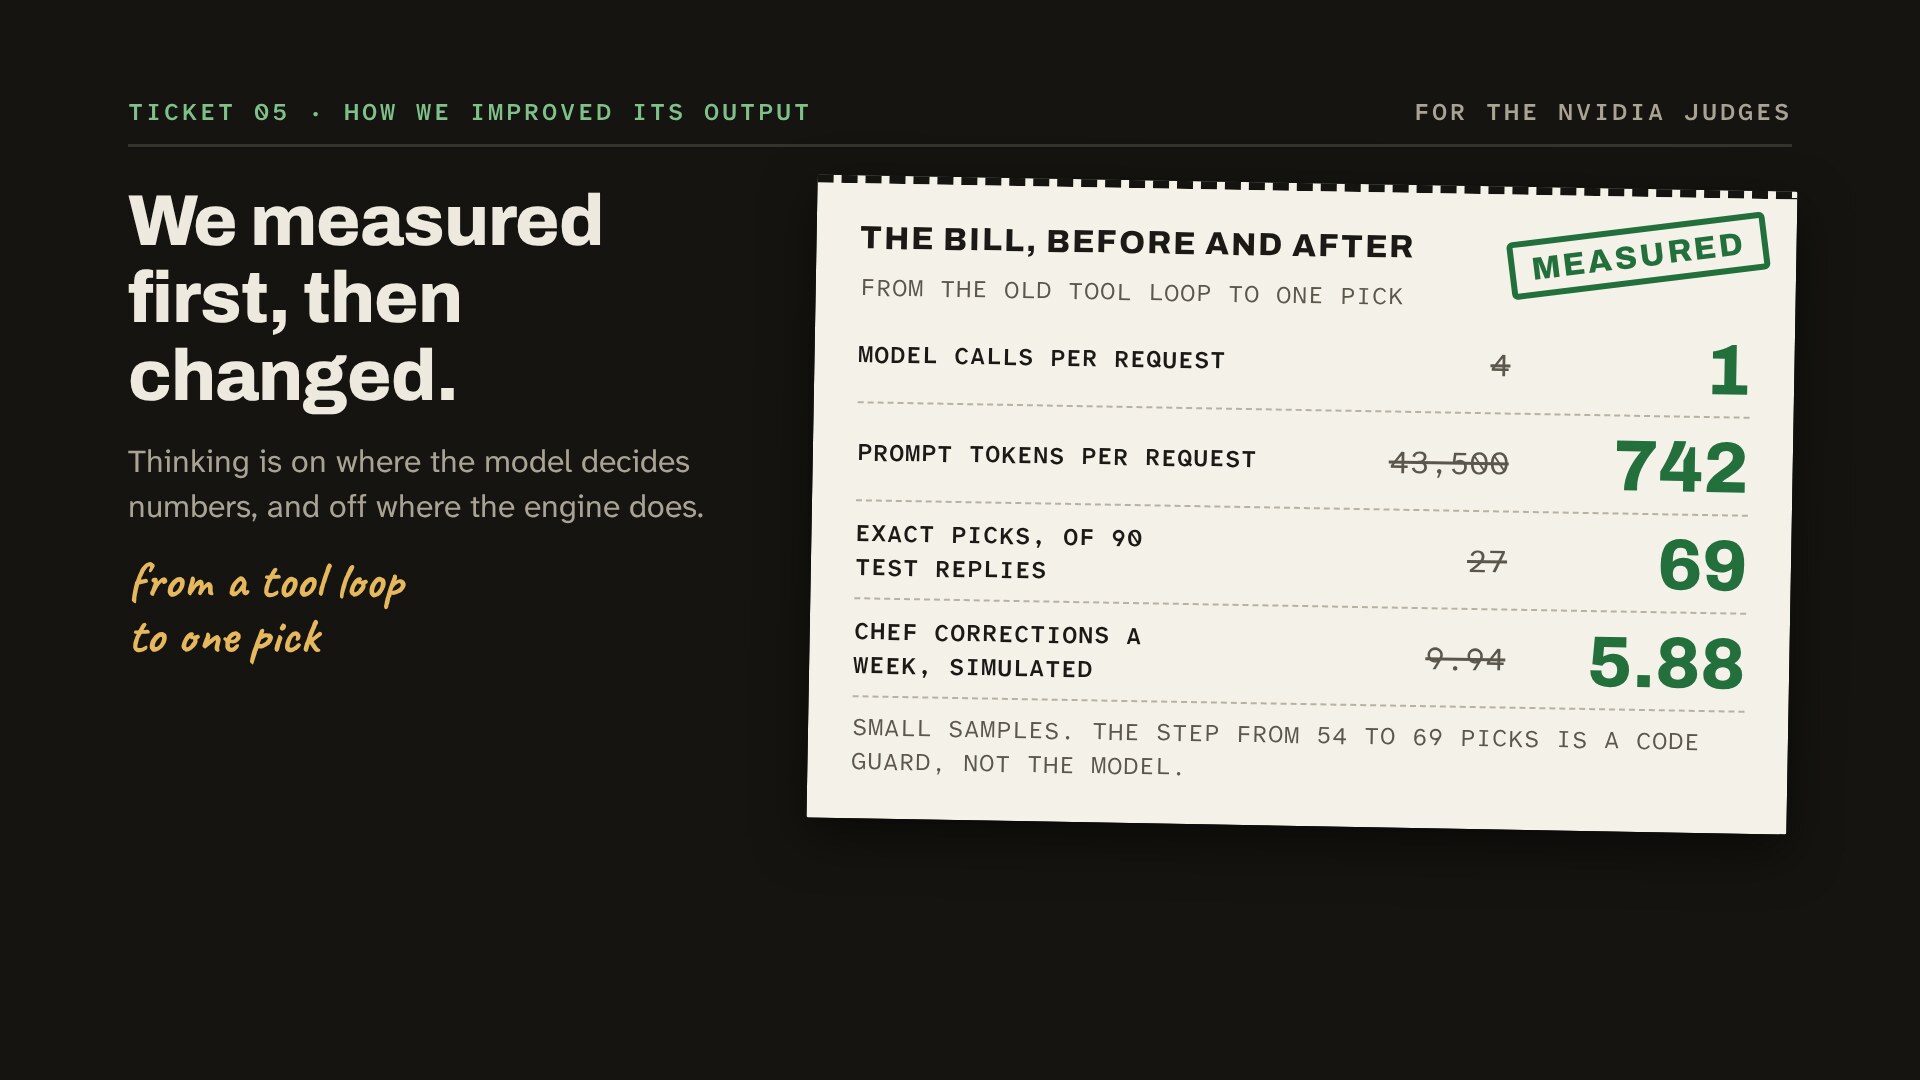 TICKET 05 · HOW WE IMPROVED ITS OUTPUT
FOR THE NVIDIA JUDGES
We measured
first, then
changed.
Thinking is on where the model decides
numbers, and off where the engine does.
from a tool loop
to one pick
THE BILL, BEFORE AND AFTER
MEASURED
FROM THE OLD TOOL LOOP TO ONE PICK
MODEL CALLS PER REQUEST 4 1
PROMPT TOKENS PER REQUEST 43,500 742
EXACT PICKS, OF 90
TEST REPLIES 27 69
CHEF CORRECTIONS A
WEEK, SIMULATED 9.94 5.88
SMALL SAMPLES. THE STEP FROM 54 TO 69 PICKS IS A CODE
GUARD, NOT THE MODEL.